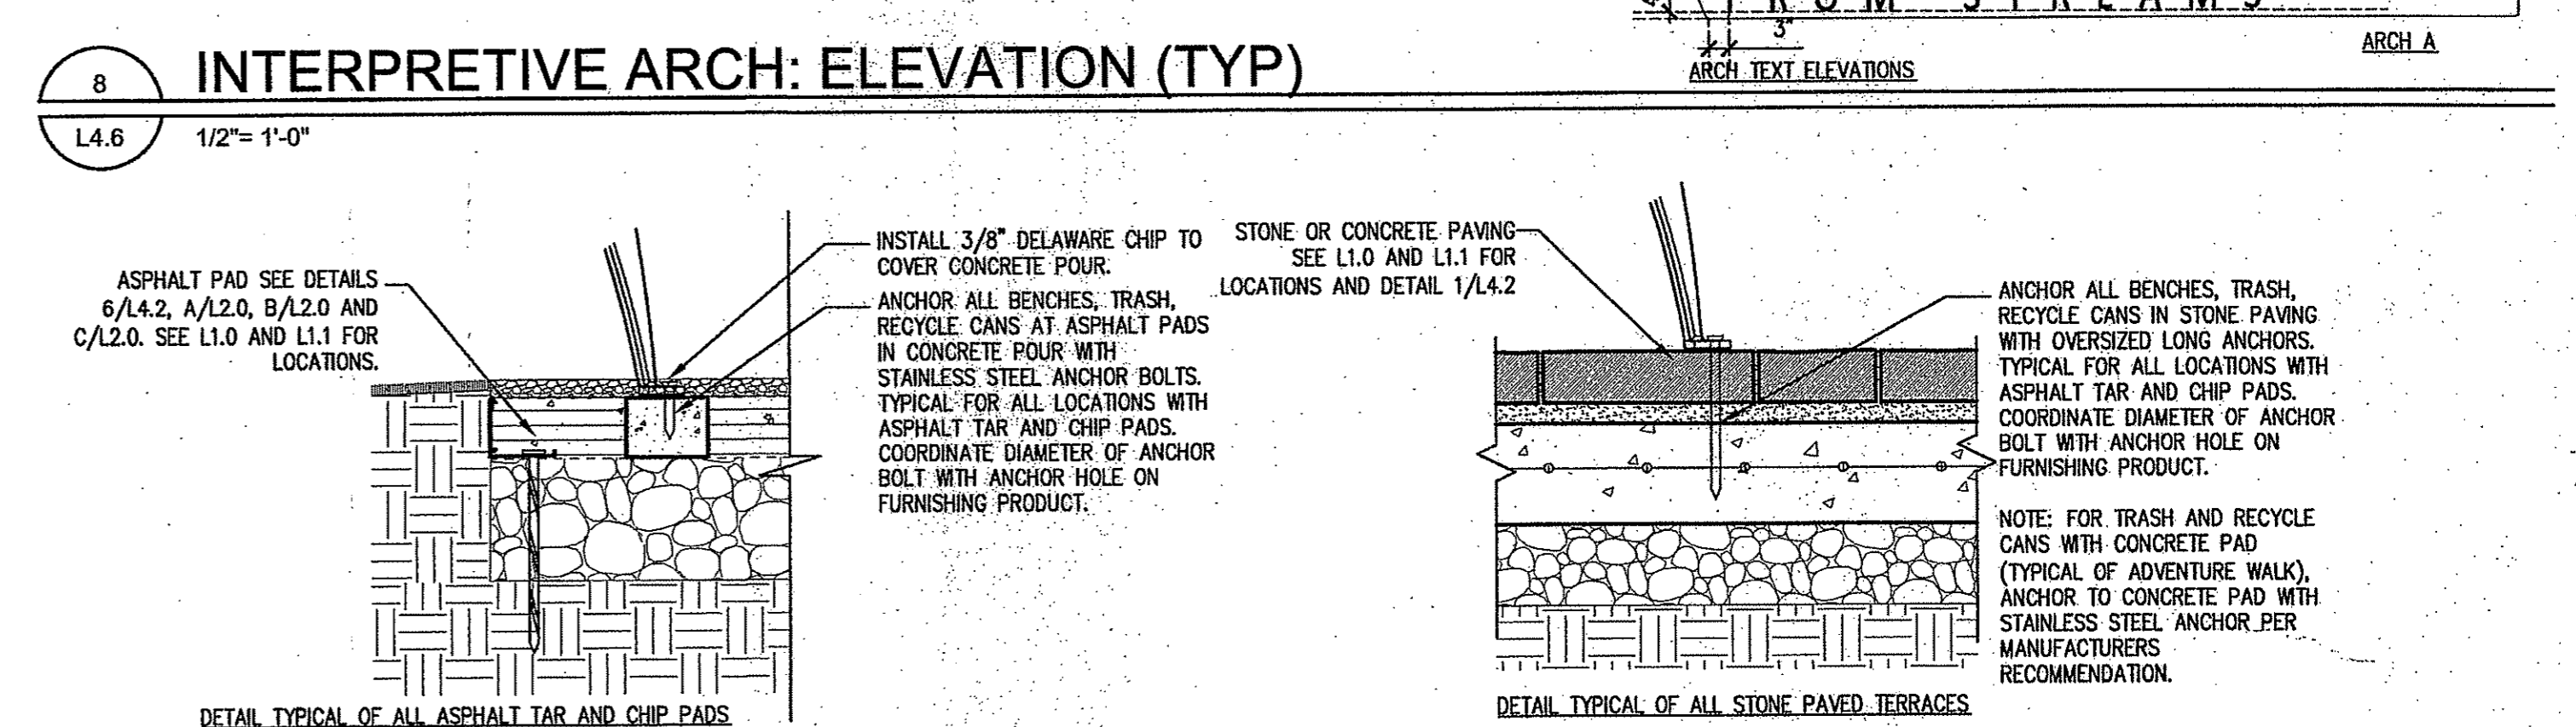 3"
ARCH TEXT ELEVATIONS
ARCH A
8
INTERPRETIVE ARCH: ELEVATION (TYP)
L4.6
1/2"= 1'-0"
ASPHALT PAD SEE DETAILS
6/L4.2, A/L2.0, B/L2.0 AND
C/L2.0. SEE L1.0 AND L1.1 FOR
LOCATIONS.
INSTALL 3/8" DELAWARE CHIP TO
COVER CONCRETE POUR.
ANCHOR ALL BENCHES, TRASH,
RECYCLE CANS AT ASPHALT PADS
IN CONCRETE POUR WITH
STAINLESS STEEL ANCHOR BOLTS.
TYPICAL FOR ALL LOCATIONS WITH
ASPHALT TAR AND CHIP PADS.
COORDINATE DIAMETER OF ANCHOR
BOLT WITH ANCHOR HOLE ON
FURNISHING PRODUCT.
DETAIL TYPICAL OF ALL ASPHALT TAR AND CHIP PADS
STONE OR CONCRETE PAVING
SEE L1.0 AND L1.1 FOR
LOCATIONS AND DETAIL 1/L4.2
ANCHOR ALL BENCHES, TRASH,
RECYCLE CANS IN STONE PAVING
WITH OVERSIZED LONG ANCHORS.
TYPICAL FOR ALL LOCATIONS WITH
ASPHALT TAR AND CHIP PADS.
COORDINATE DIAMETER OF ANCHOR
BOLT WITH ANCHOR HOLE ON
FURNISHING PRODUCT.
NOTE: FOR TRASH AND RECYCLE
CANS WITH CONCRETE PAD
(TYPICAL OF ADVENTURE WALK),
ANCHOR TO CONCRETE PAD WITH
STAINLESS STEEL ANCHOR PER
MANUFACTURERS
RECOMMENDATION.
DETAIL TYPICAL OF ALL STONE PAVED TERRACES